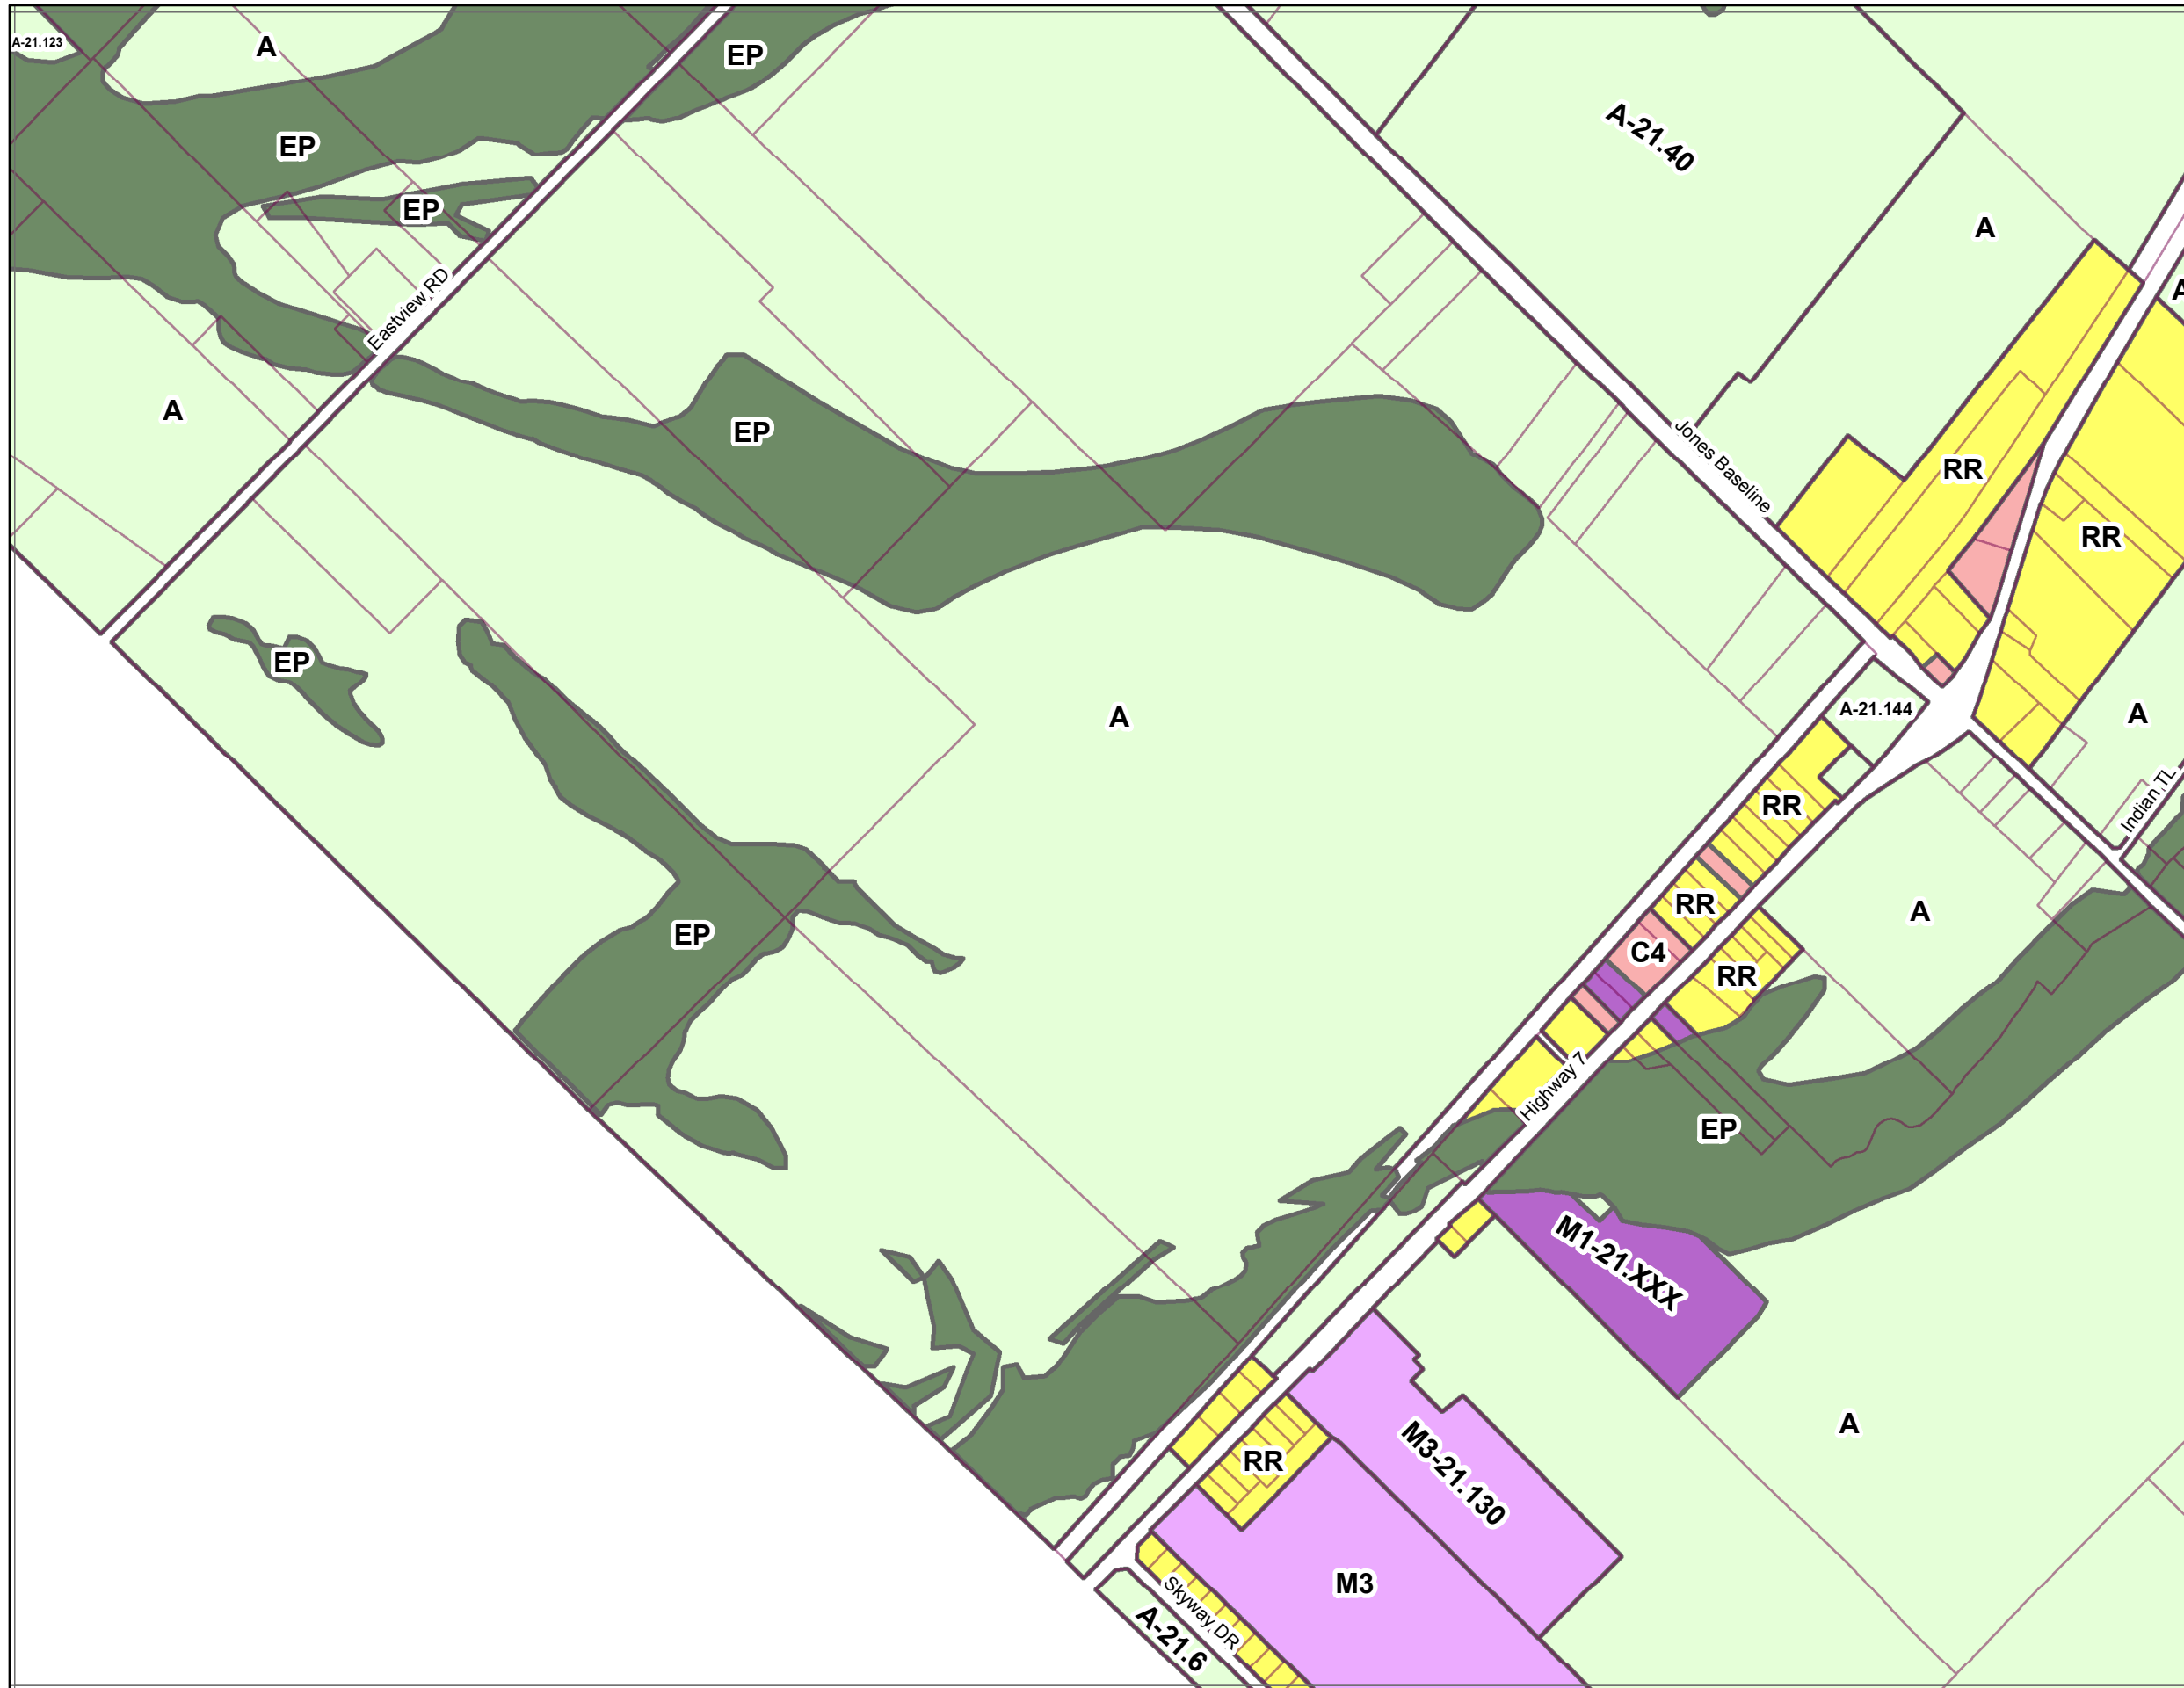 A-21.123
A
EP
EP
A-21.40
EP
EP
A
A
Eastview RD
A
EP
Jones Baseline
RR
RR
EP
A
A-21.144
A
Indian TL
RR
RR
A
EP
C4
RR
Highway 7
EP
M1-21.XXX
A
RR
M3-21.130
M3
Skyway DR
A-21.6